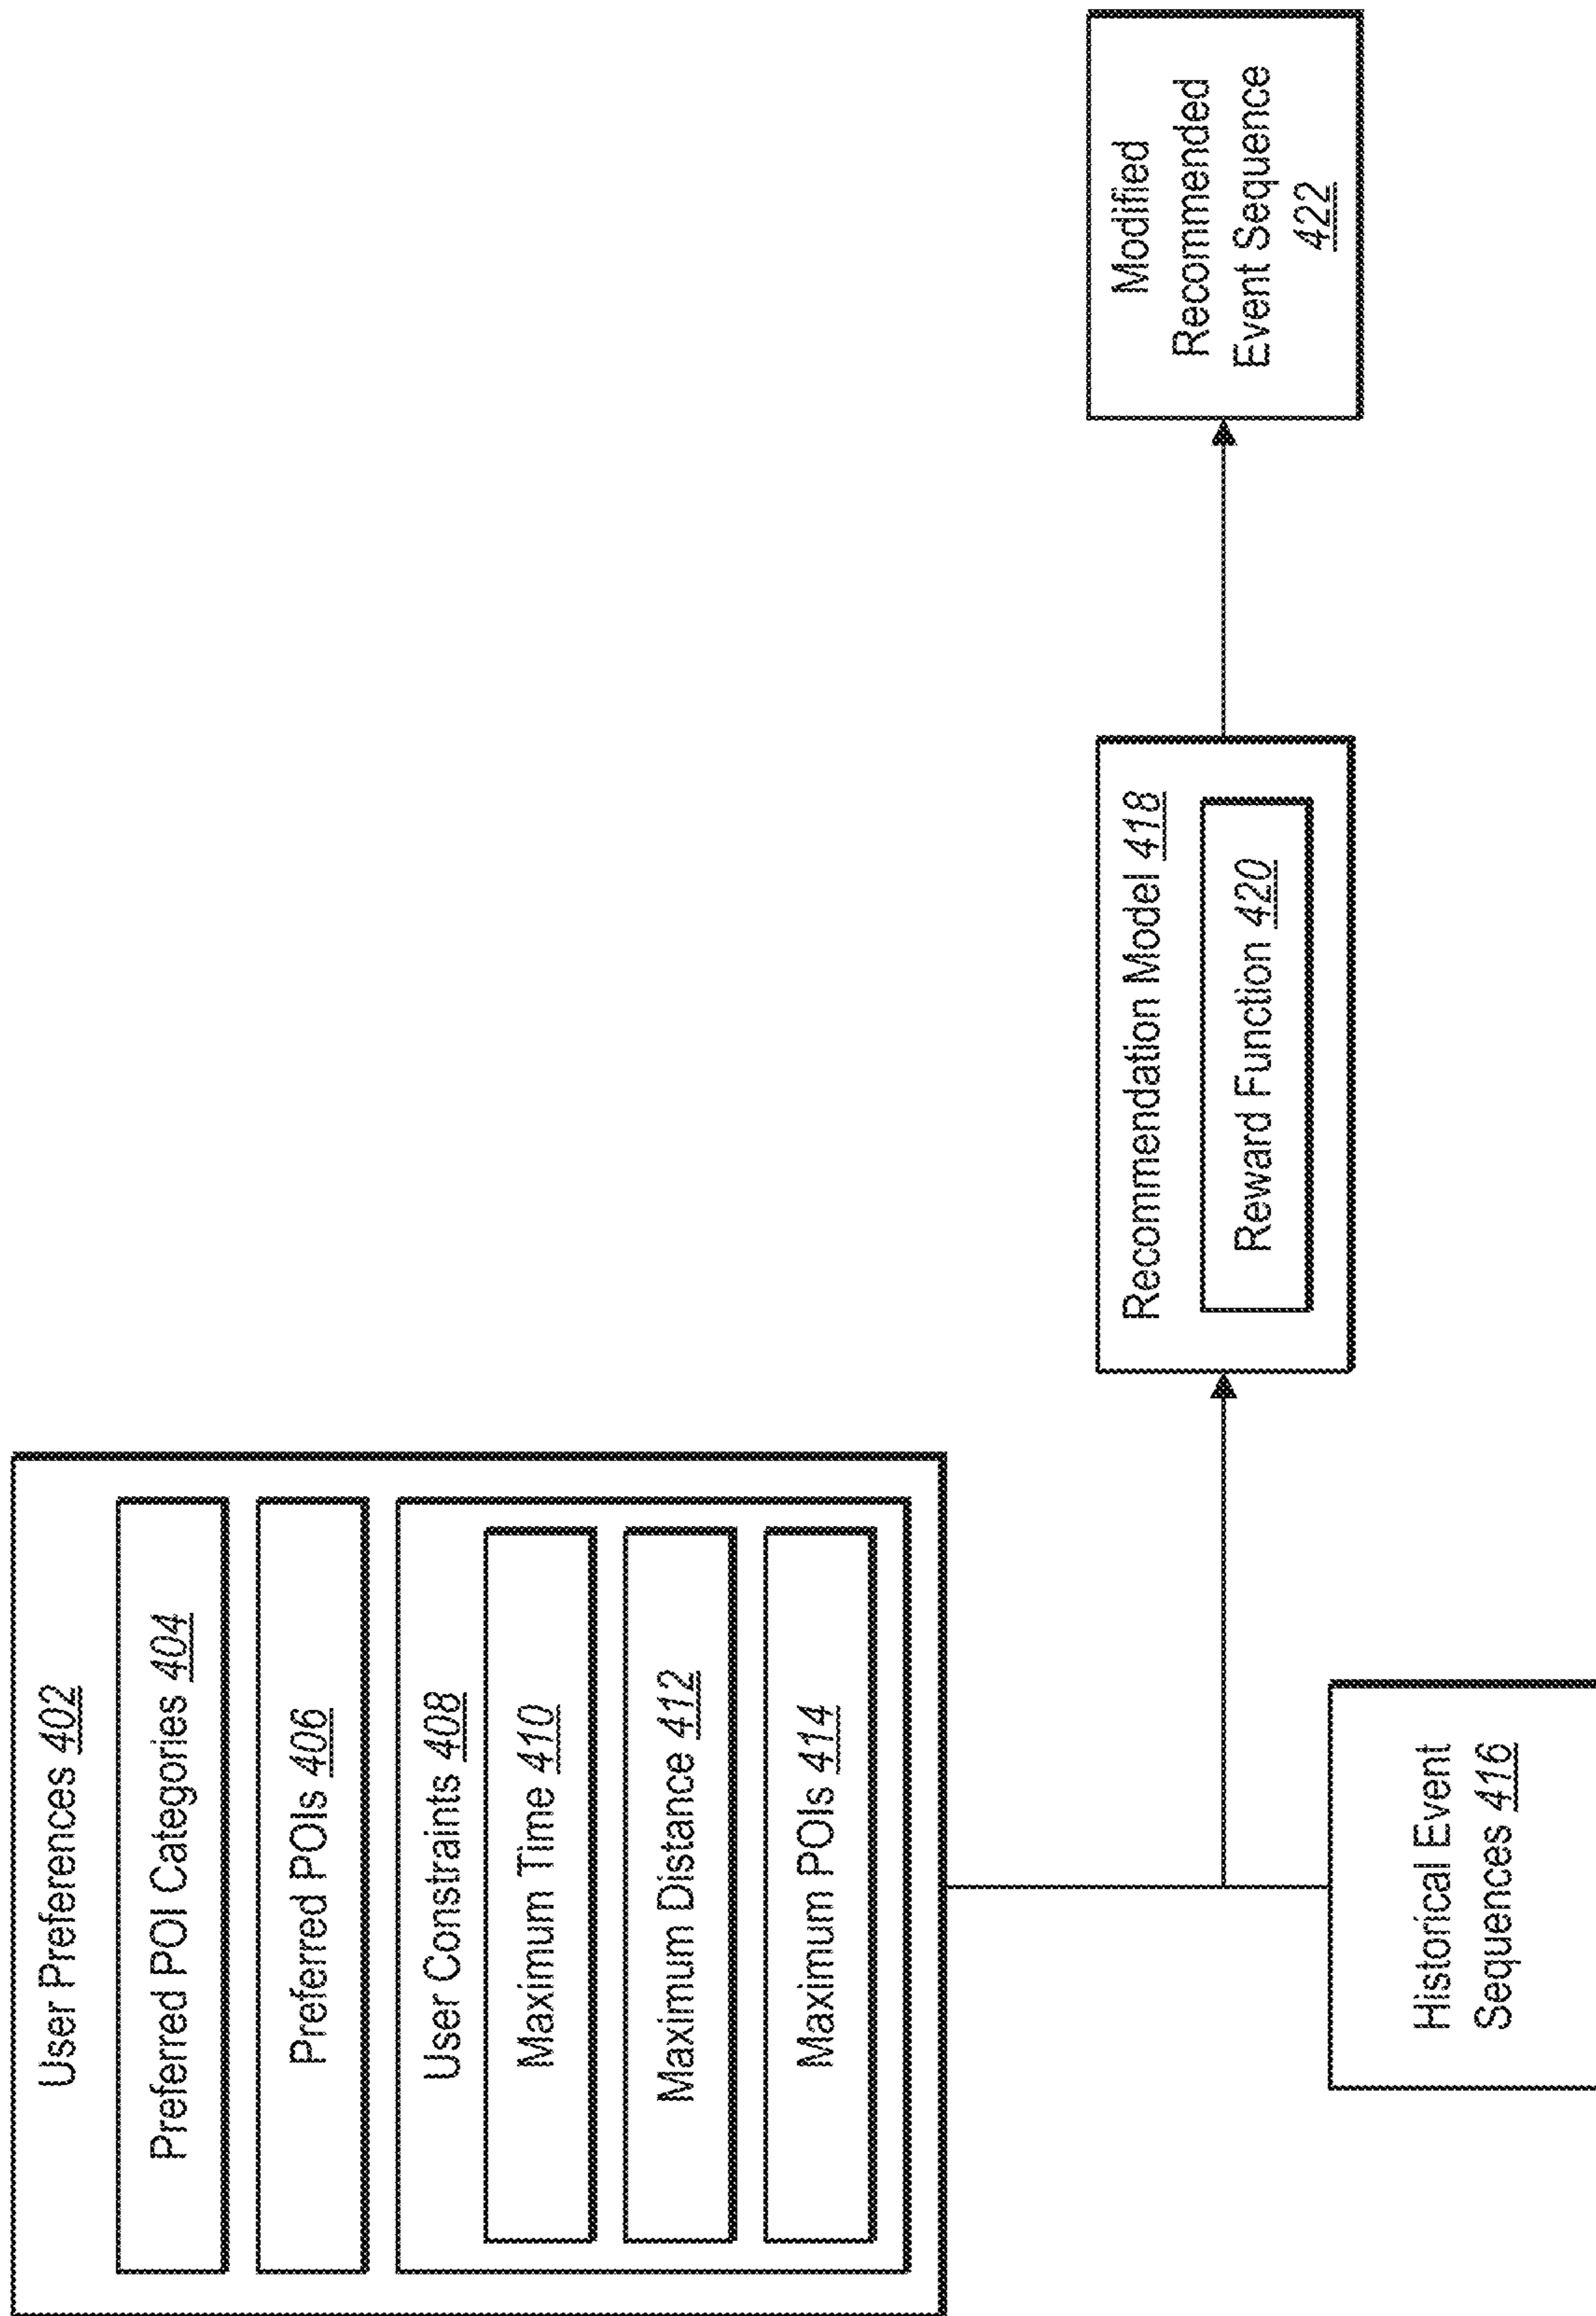 User Preferences 402
Preferred POI Categories 404
Preferred POIs 406
User Constraints 408
Maximum Time 410
Maximum Distance 412
Maximum POIs 414
Historical Event
Sequences 416
Recommendation Model 418
Reward Function 420
Modified
Recommended
Event Sequence
422